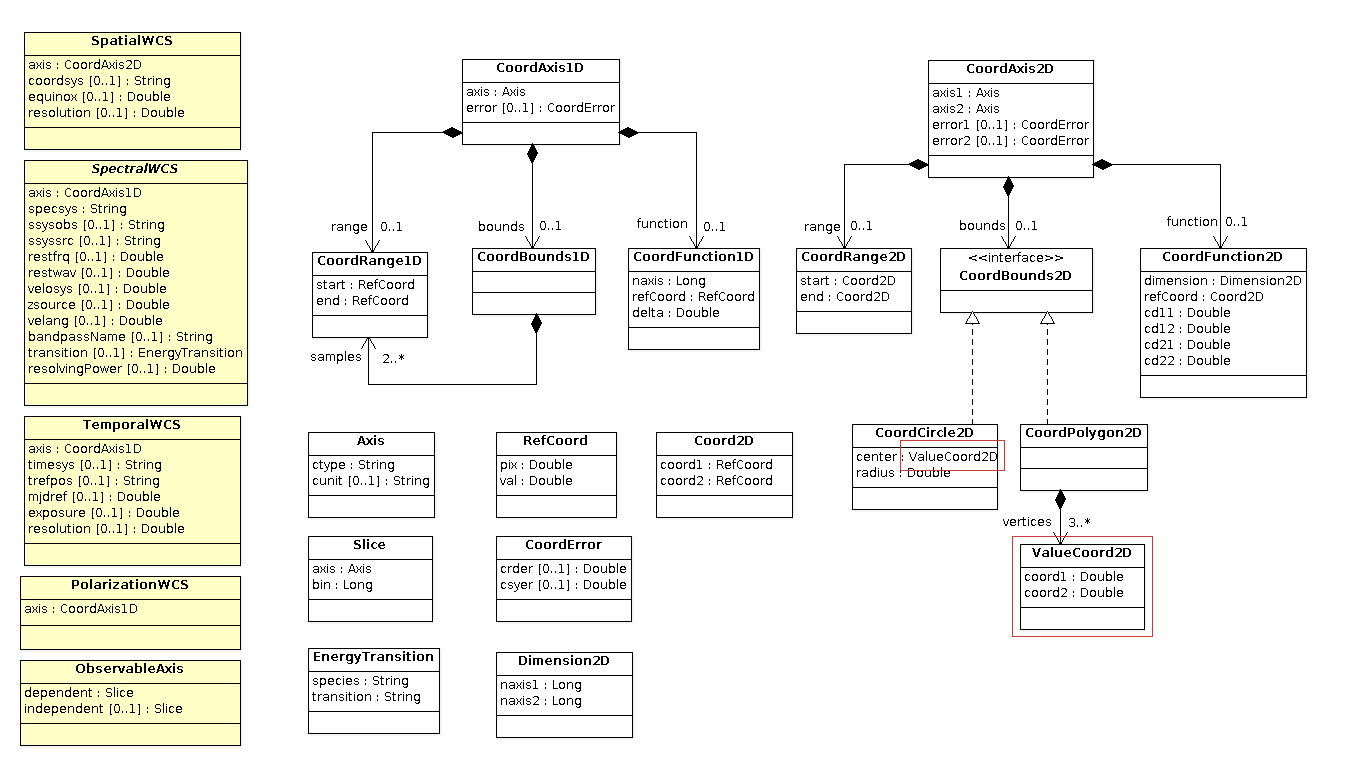 SpatialWCS
axis : CoordAxis2D
coordsys [0..1] : String
equinox [0..1] : Double
resolution [0..1] : Double
SpectralWCS
axis : CoordAxis1D
specsys : String
ssysobs [0..1] : String
ssyssrc [0..1] : String
restfrq [0..1] : Double
restwav [0..1] : Double
velosys [0..1] : Double
zsource [0..1] : Double
velang [0..1] : Double
bandpassName [0..1] : String
transition [0..1] : EnergyTransition
resolvingPower [0..1] : Double
TemporalWCS
axis : CoordAxis1D
timesys [0..1] : String
trefpos [0..1] : String
mjdref [0..1] : Double
exposure [0..1] : Double
resolution [0..1] : Double
PolarizationWCS
axis : CoordAxis1D
ObservableAxis
dependent : Slice
independent [0..1] : Slice
CoordAxis1D
axis : Axis
error [0..1] : CoordError
range 0..1
bounds 0..1
function 0..1
CoordRange1D
start : RefCoord
end : RefCoord
CoordBounds1D
CoordFunction1D
naxis : Long
refCoord : RefCoord
delta : Double
samples 2..*
CoordAxis2D
axis1 : Axis
axis2 : Axis
error1 [0..1] : CoordError
error2 [0..1] : CoordError
range 0..1
bounds 0..1
function 0..1
CoordRange2D
start : Coord2D
end : Coord2D
<<interface>>
CoordBounds2D
CoordFunction2D
dimension : Dimension2D
refCoord : Coord2D
cd11 : Double
cd12 : Double
cd21 : Double
cd22 : Double
Axis
ctype : String
cunit [0..1] : String
RefCoord
pix : Double
val : Double
Coord2D
coord1 : RefCoord
coord2 : RefCoord
CoordCircle2D
center : ValueCoord2D
radius : Double
CoordPolygon2D
vertices 3..*
ValueCoord2D
coord1 : Double
coord2 : Double
Slice
axis : Axis
bin : Long
CoordError
crder [0..1] : Double
csyer [0..1] : Double
EnergyTransition
species : String
transition : String
Dimension2D
naxis1 : Long
naxis2 : Long